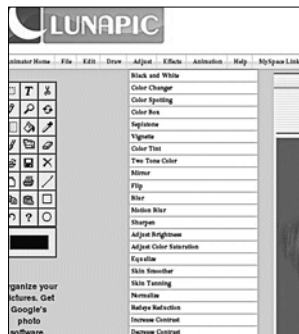 LUNAPIC
nimator Home File Edit Draw Adjust Effects Animation Help MySpace Link
Black and White
Color Changer
Color Spotting
Color Box
Sepiatone
Vignette
Color Tint
Two Tone Color
Mirror
Flip
Blur
Motion Blur
Sharpen
Adjust Brightness
Adjust Color Saturation
Equalize
Skin Smoother
Skin Tanning
Normalize
Redeye Reduction
Increase Contrast
Decrease Contrast
T
?
rganize your
ictures. Get
Google's
photo
software